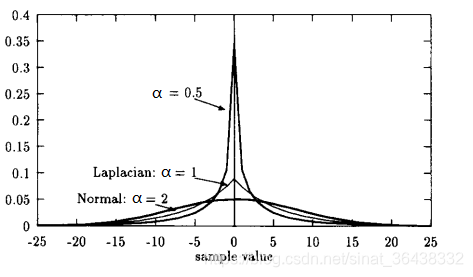 0.4
0.35
0.3
0.25
0.2
0.15
0.1
0.05
0
α = 0.5
Laplacian: α = 1
Normal: α = 2
-25 -20 -15 -10 -5 0 5 10 15 20 25
sample value
blog.csdn.net/sinat_36438332